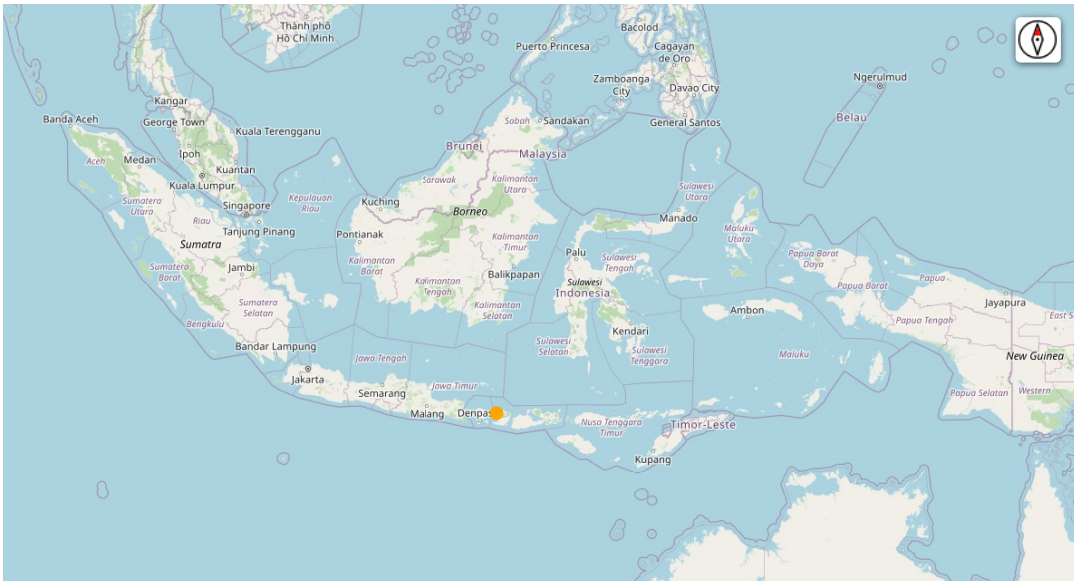 Thành phố
Hồ Chí Minh
Bacolod
Puerto Princesa
Cagayan
de Oro
Zamboanga
City
Davao City
Ngerulmud
Kangar
Banda Aceh
George Town
Kuala Terengganu
General Santos
Belau
Sabah
Sandakan
Brunei
Malaysia
Ipoh
Aceh
Medan
Kuantan
Kuala Lumpur
Sarawak
Kalimantan
Utara
Sulawesi
Utara
Sumatera
Utara
Riau
Singapore
Kepulauan
Riau
Kuching
Borneo
Manado
Maluku
Utara
Tanjung Pinang
Pontianak
Sumatra
Kalimantan
Timur
Palu
Papua Barat
Daya
Sumatera
Barat
Jambi
Kalimantan
Barat
Balikpapan
Sulawesi
Tengah
Sulawesi
Indonesia
Papua
Papua Barat
Kalimantan
Tengah
Sumatera
Selatan
Kalimantan
Selatan
Jayapura
Ambon
Papua Tengah
East S
Bengkulu
Kendari
Bandar Lampung
Sulawesi
Selatan
Sulawesi
Tenggara
Jawa Tengah
Maluku
New Guinea
Jakarta
Jawa Timur
Semarang
Papua Selatan
Western
Malang
Denpas
Nusa Tenggara
Timur
Timor-Leste
Kupang